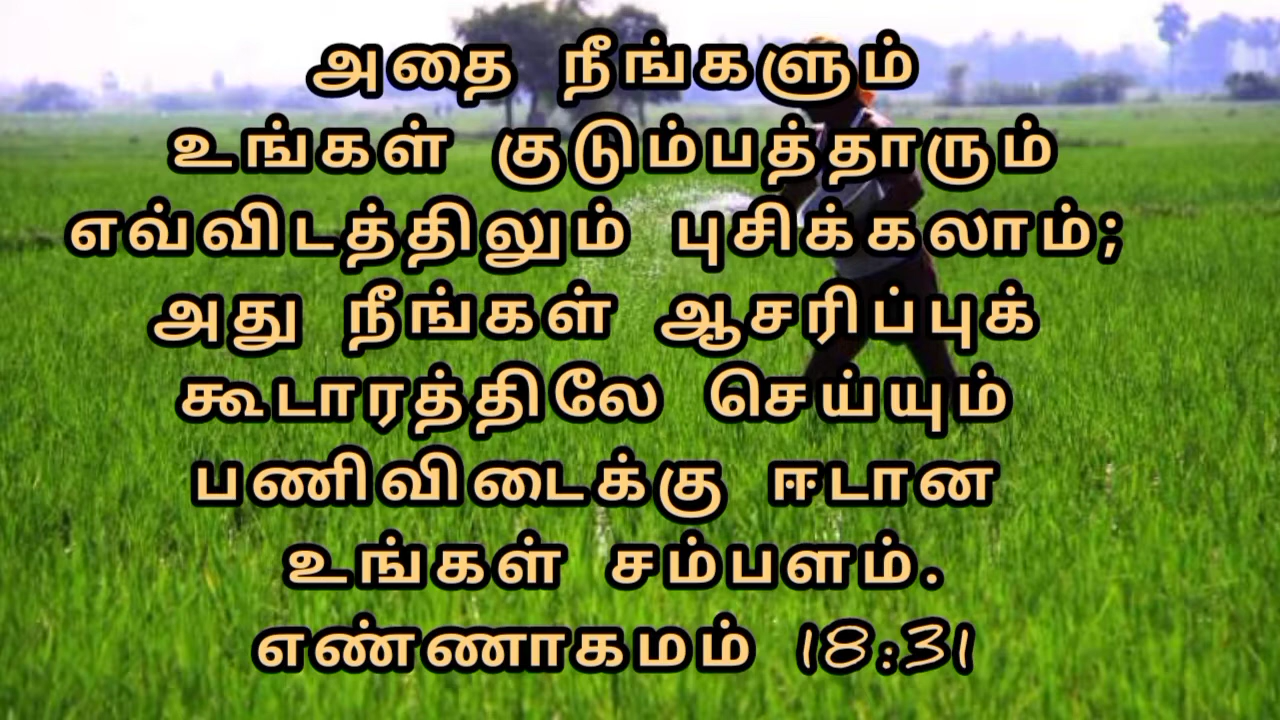 அதை நீங்களும்
உங்கள் குடும்பத்தாரும்
எவ்விடத்திலும் புசிக்கலாம்;
அது நீங்கள் ஆசரிப்புக்
கூடாரத்திலே செய்யும்
பணிவிடைக்கு ஈடான
உங்கள் சம்பளம்.
எண்ணாகமம் 18:31